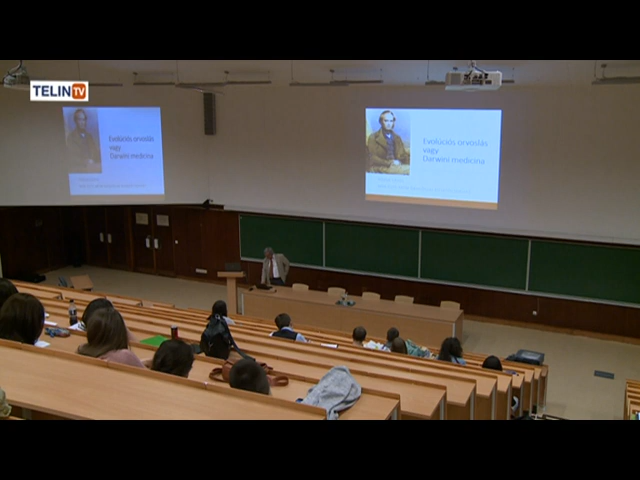 TELIN TV
Evolúciós orvoslás
vagy
Darwini medicina
Evolúciós orvoslás
vagy
Darwini medicina